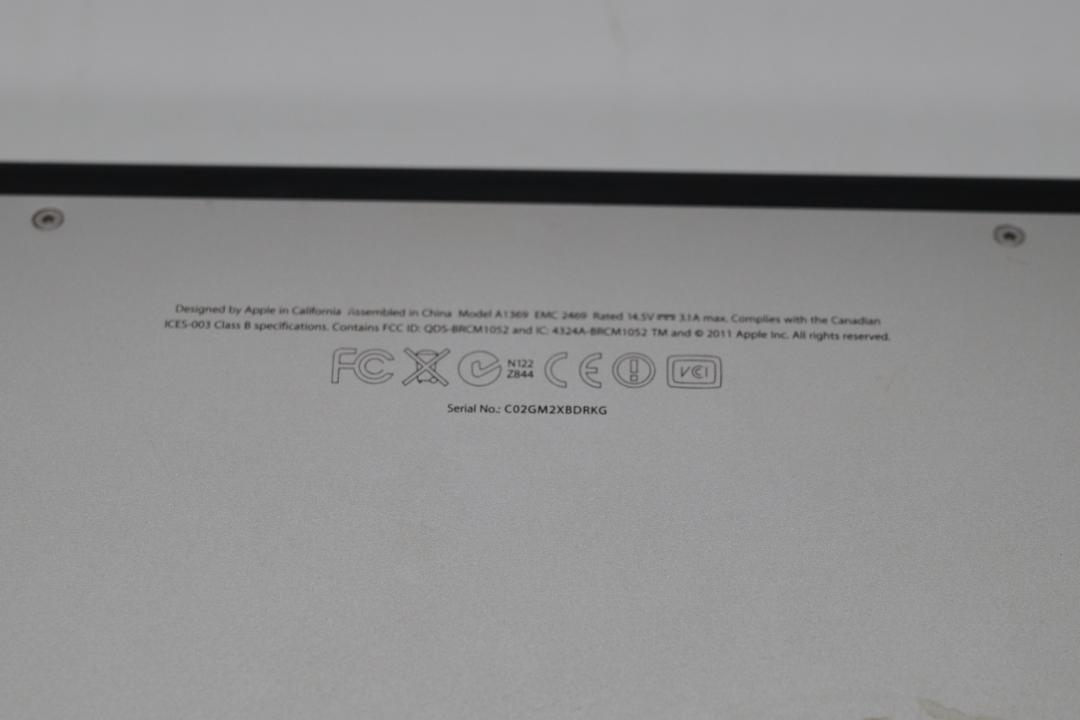 Designed by Apple in California Assembled in China Model A1369 EMC 2469 Rated 14.5V⎓3.1A max. Complies with the Canadian
ICES-003 Class B specifications. Contains FCC ID: QDS-BRCM1052 and IC: 4324A-BRCM1052 TM and © 2011 Apple Inc. All rights reserved.
FC N122 CE VCI
Z844
Serial No.: C02GM2XBDRKG